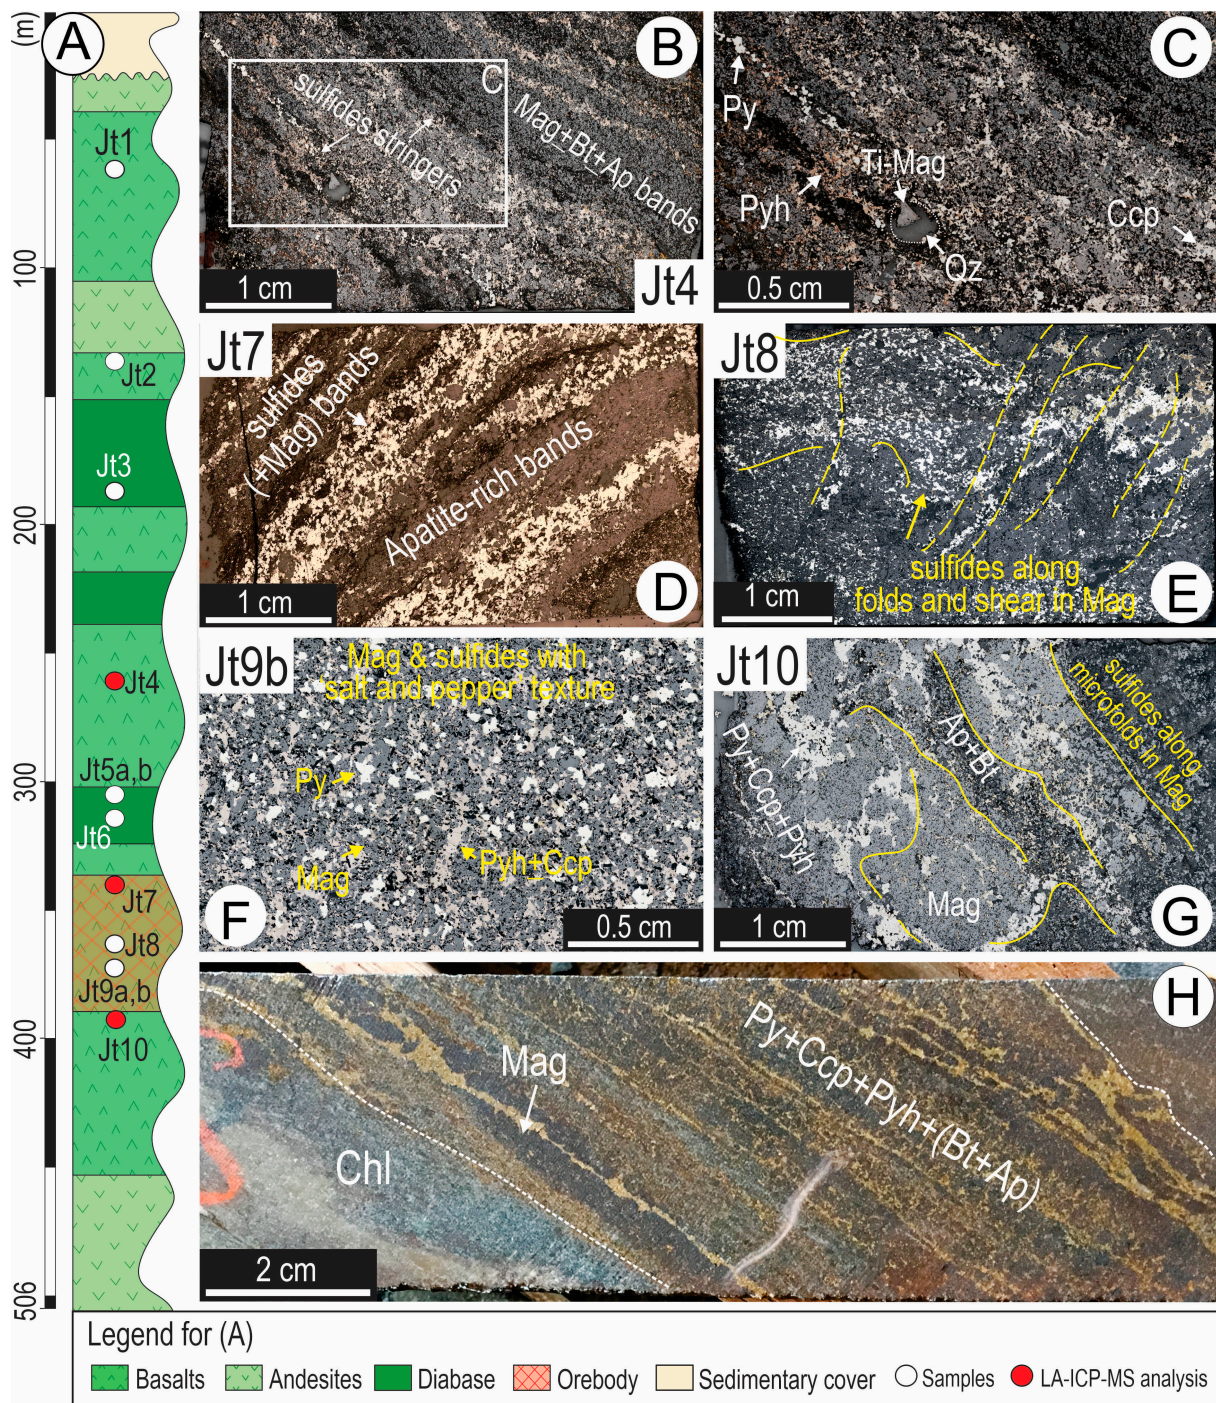 (m)
A
Jt1
100
Jt2
Jt3
200
Jt4
Jt5a,b
300
Jt6
Jt7
Jt8
Jt9a,b
400
Jt10
506
B
C
sulfides stringers
Mag±Bt±Ap bands
1 cm
Jt4
C
Py
Ti-Mag
Pyh
Ccp
Qz
0.5 cm
Jt7
sulfides
(+Mag) bands
Apatite-rich bands
1 cm
D
Jt8
sulfides along
folds and shear in Mag
1 cm
E
Jt9b
Mag & sulfides with
'salt and pepper' texture
Py
Mag
Pyh±Ccp
F
0.5 cm
Jt10
Ap+Bt
sulfides along
microfolds in Mag
Py+Ccp±Pyh
Mag
1 cm
G
H
Mag
Py+Ccp+Pyh+(Bt+Ap)
Chl
2 cm
Legend for (A)
Basalts
Andesites
Diabase
Orebody
Sedimentary cover
Samples
LA-ICP-MS analysis